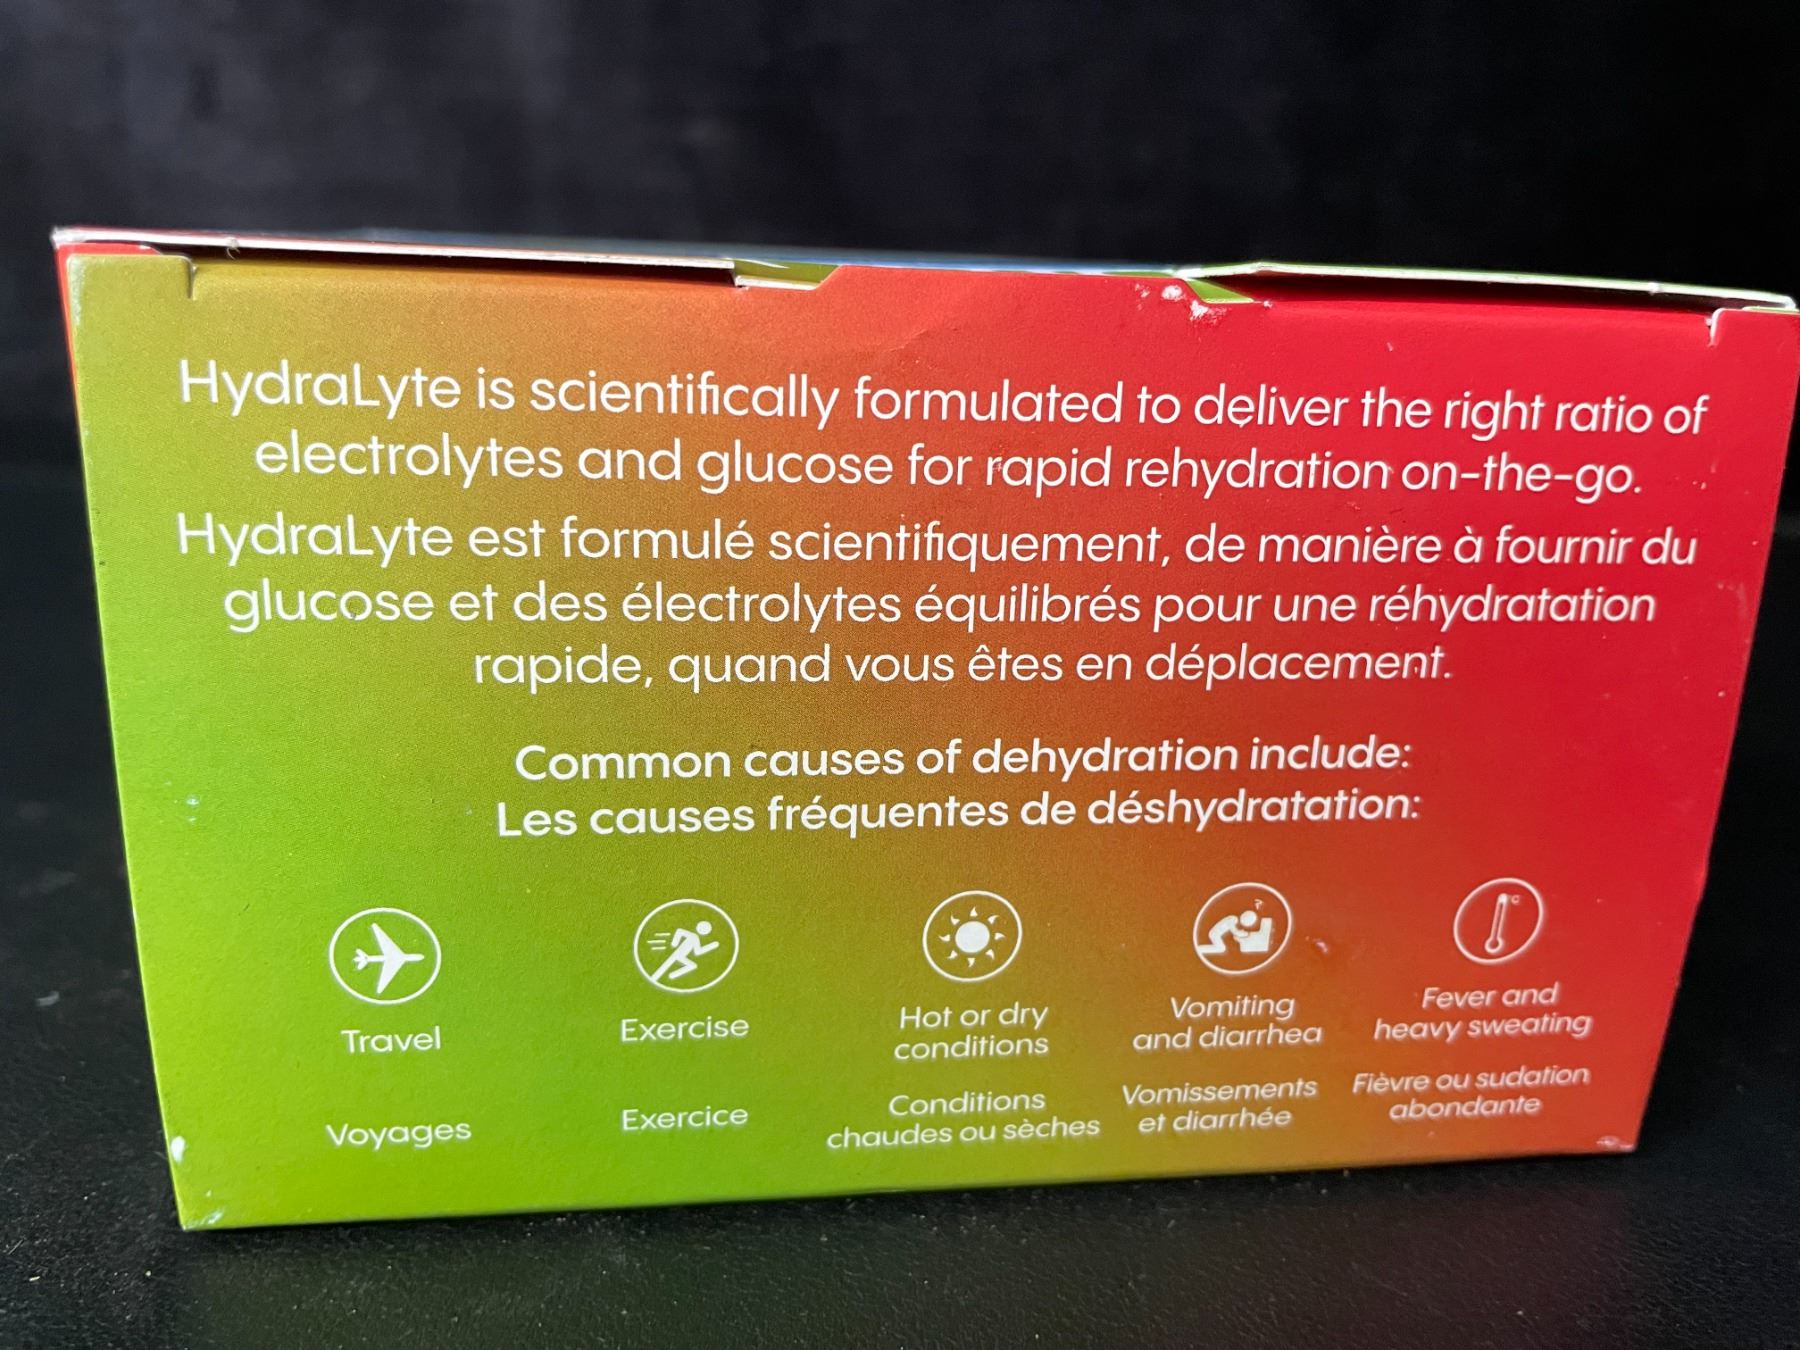 HydraLyte is scientifically formulated to deliver the right ratio of
electrolytes and glucose for rapid rehydration on-the-go.
HydraLyte est formulé scientifiquement, de manière à fournir du
glucose et des électrolytes équilibrés pour une réhydratation
rapide, quand vous êtes en déplacement.
Common causes of dehydration include:
Les causes fréquentes de déshydratation:
Travel
Voyages
Exercise
Exercice
Hot or dry
conditions
Conditions
chaudes ou sèches
Vomiting
and diarrhea
Vomissements
et diarrhée
Fever and
heavy sweating
Fièvre ou sudation
abondante